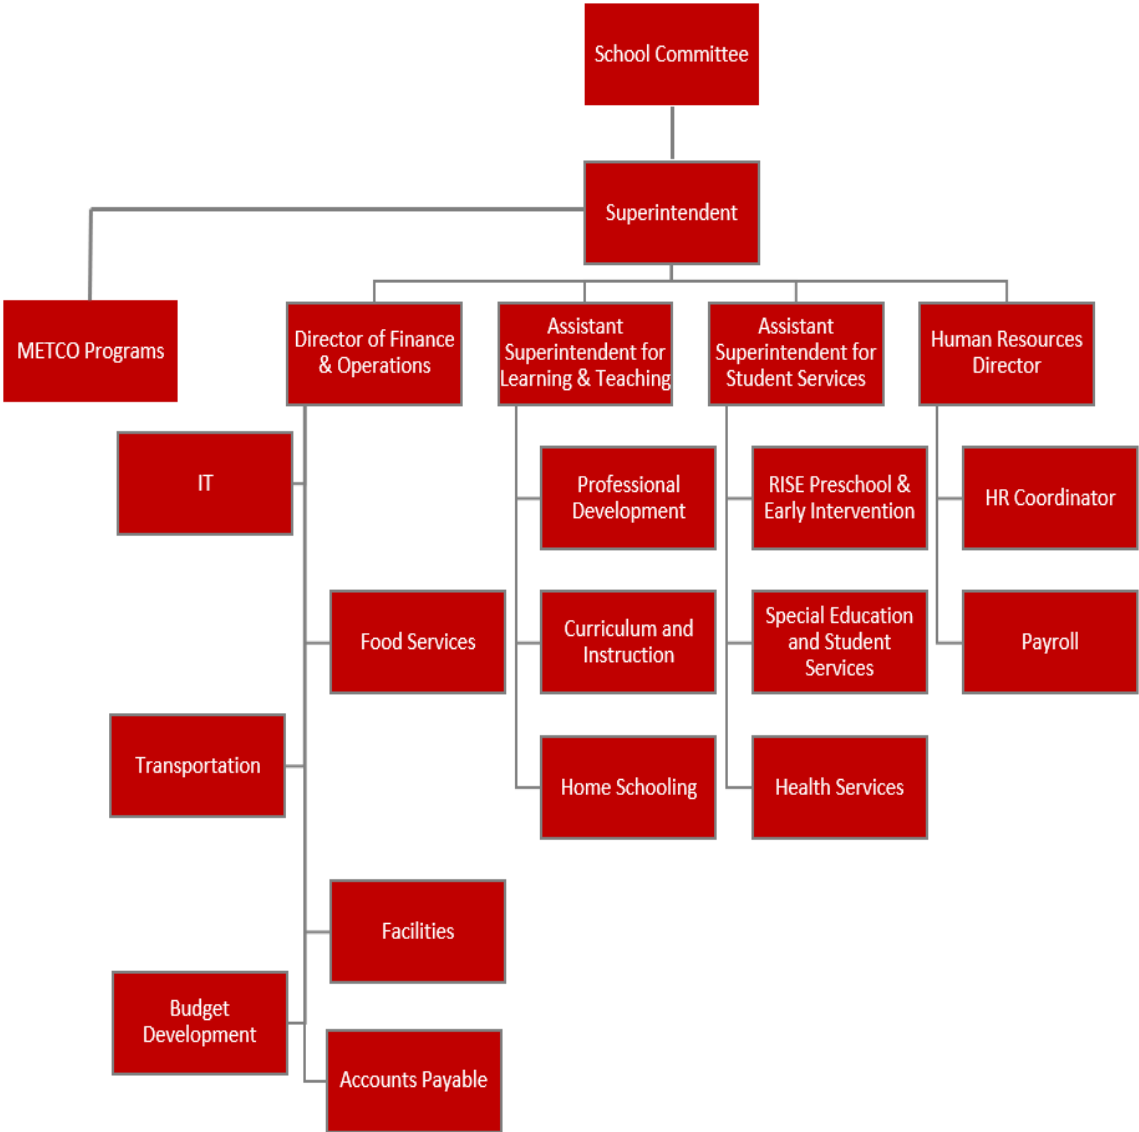 School Committee
Superintendent
METCO Programs
Director of Finance
& Operations
Assistant
Superintendent for
Learning & Teaching
Assistant
Superintendent for
Student Services
Human Resources
Director
IT
Professional
Development
RISE Preschool &
Early Intervention
HR Coordinator
Food Services
Curriculum and
Instruction
Special Education
and Student
Services
Payroll
Transportation
Home Schooling
Health Services
Facilities
Budget
Development
Accounts Payable